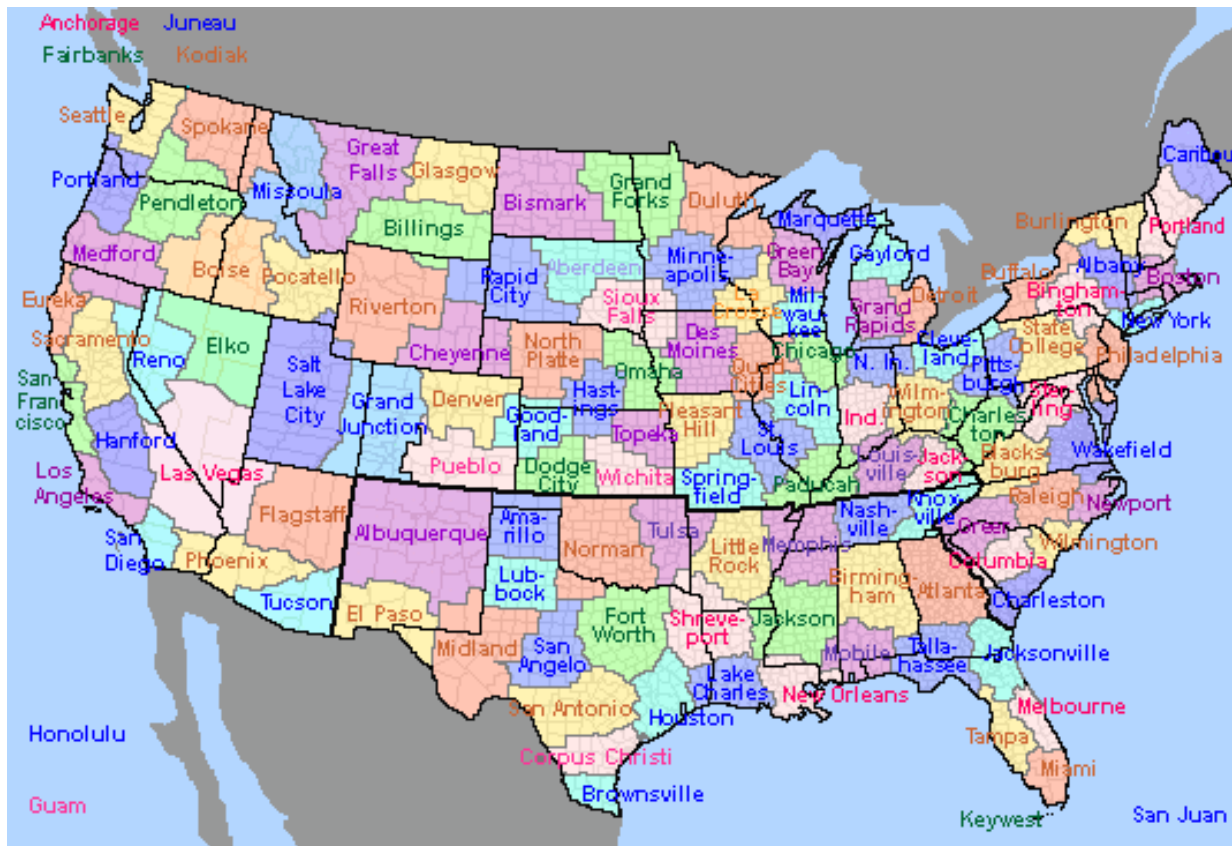 Anchorage Juneau
Fairbanks Kodiak
Seattle
Spokane
Great
Falls
Glasgow
Portland
Missoula
Pendleton
Billings
Bismark
Grand
Forks
Duluth
Caribou
Marquette
Burlington
Portland
Medford
Boise
Pocatello
Riverton
Rapid
City
Aberdeen
Minne-
apolis
Green
Bay
Gaylord
Albany
Boston
Buffalo
Bingham-
ton
Eureka
Sacramento
Reno
Elko
Salt
Lake
City
Cheyenne
North
Platte
Sioux
Falls
La
Crosse
Mil-
wau-
kee
Grand
Rapids
Detroit
Cleve-
land
New York
State
College
Philadelphia
Des
Moines
Omaha
Quad
Cities
Chicago
N. In.
Pitts-
burgh
San-
Fran
cisco
Hanford
Grand
Junction
Denver
Good-
land
Hast-
ings
Lin-
coln
Ind.
Wilm-
ington
Charles-
ton
Ster-
ling
Los
Angeles
Las Vegas
Pueblo
Dodge
City
Topeka
Wichita
Pleasant
Hill
St.
Louis
Spring-
field
Paducah
Louis-
ville
Jack-
son
Blacks-
burg
Wakefield
San
Diego
Flagstaff
Phoenix
Tucson
Albuquerque
El Paso
Ama-
rillo
Lub-
bock
Norman
Tulsa
Little
Rock
Memphis
Nash-
ville
Knox-
ville
Raleigh
Newport
Greer
Wilmington
Columbia
Charleston
Birming-
ham
Atlanta
Midland
San
Angelo
Fort
Worth
Shreve-
port
Jackson
Mobile
Talla-
hassee
Jacksonville
Lake
Charles
New Orleans
San Antonio
Houston
Melbourne
Tampa
Miami
Corpus Christi
Brownsville
Honolulu
Guam
Keywest
San Juan